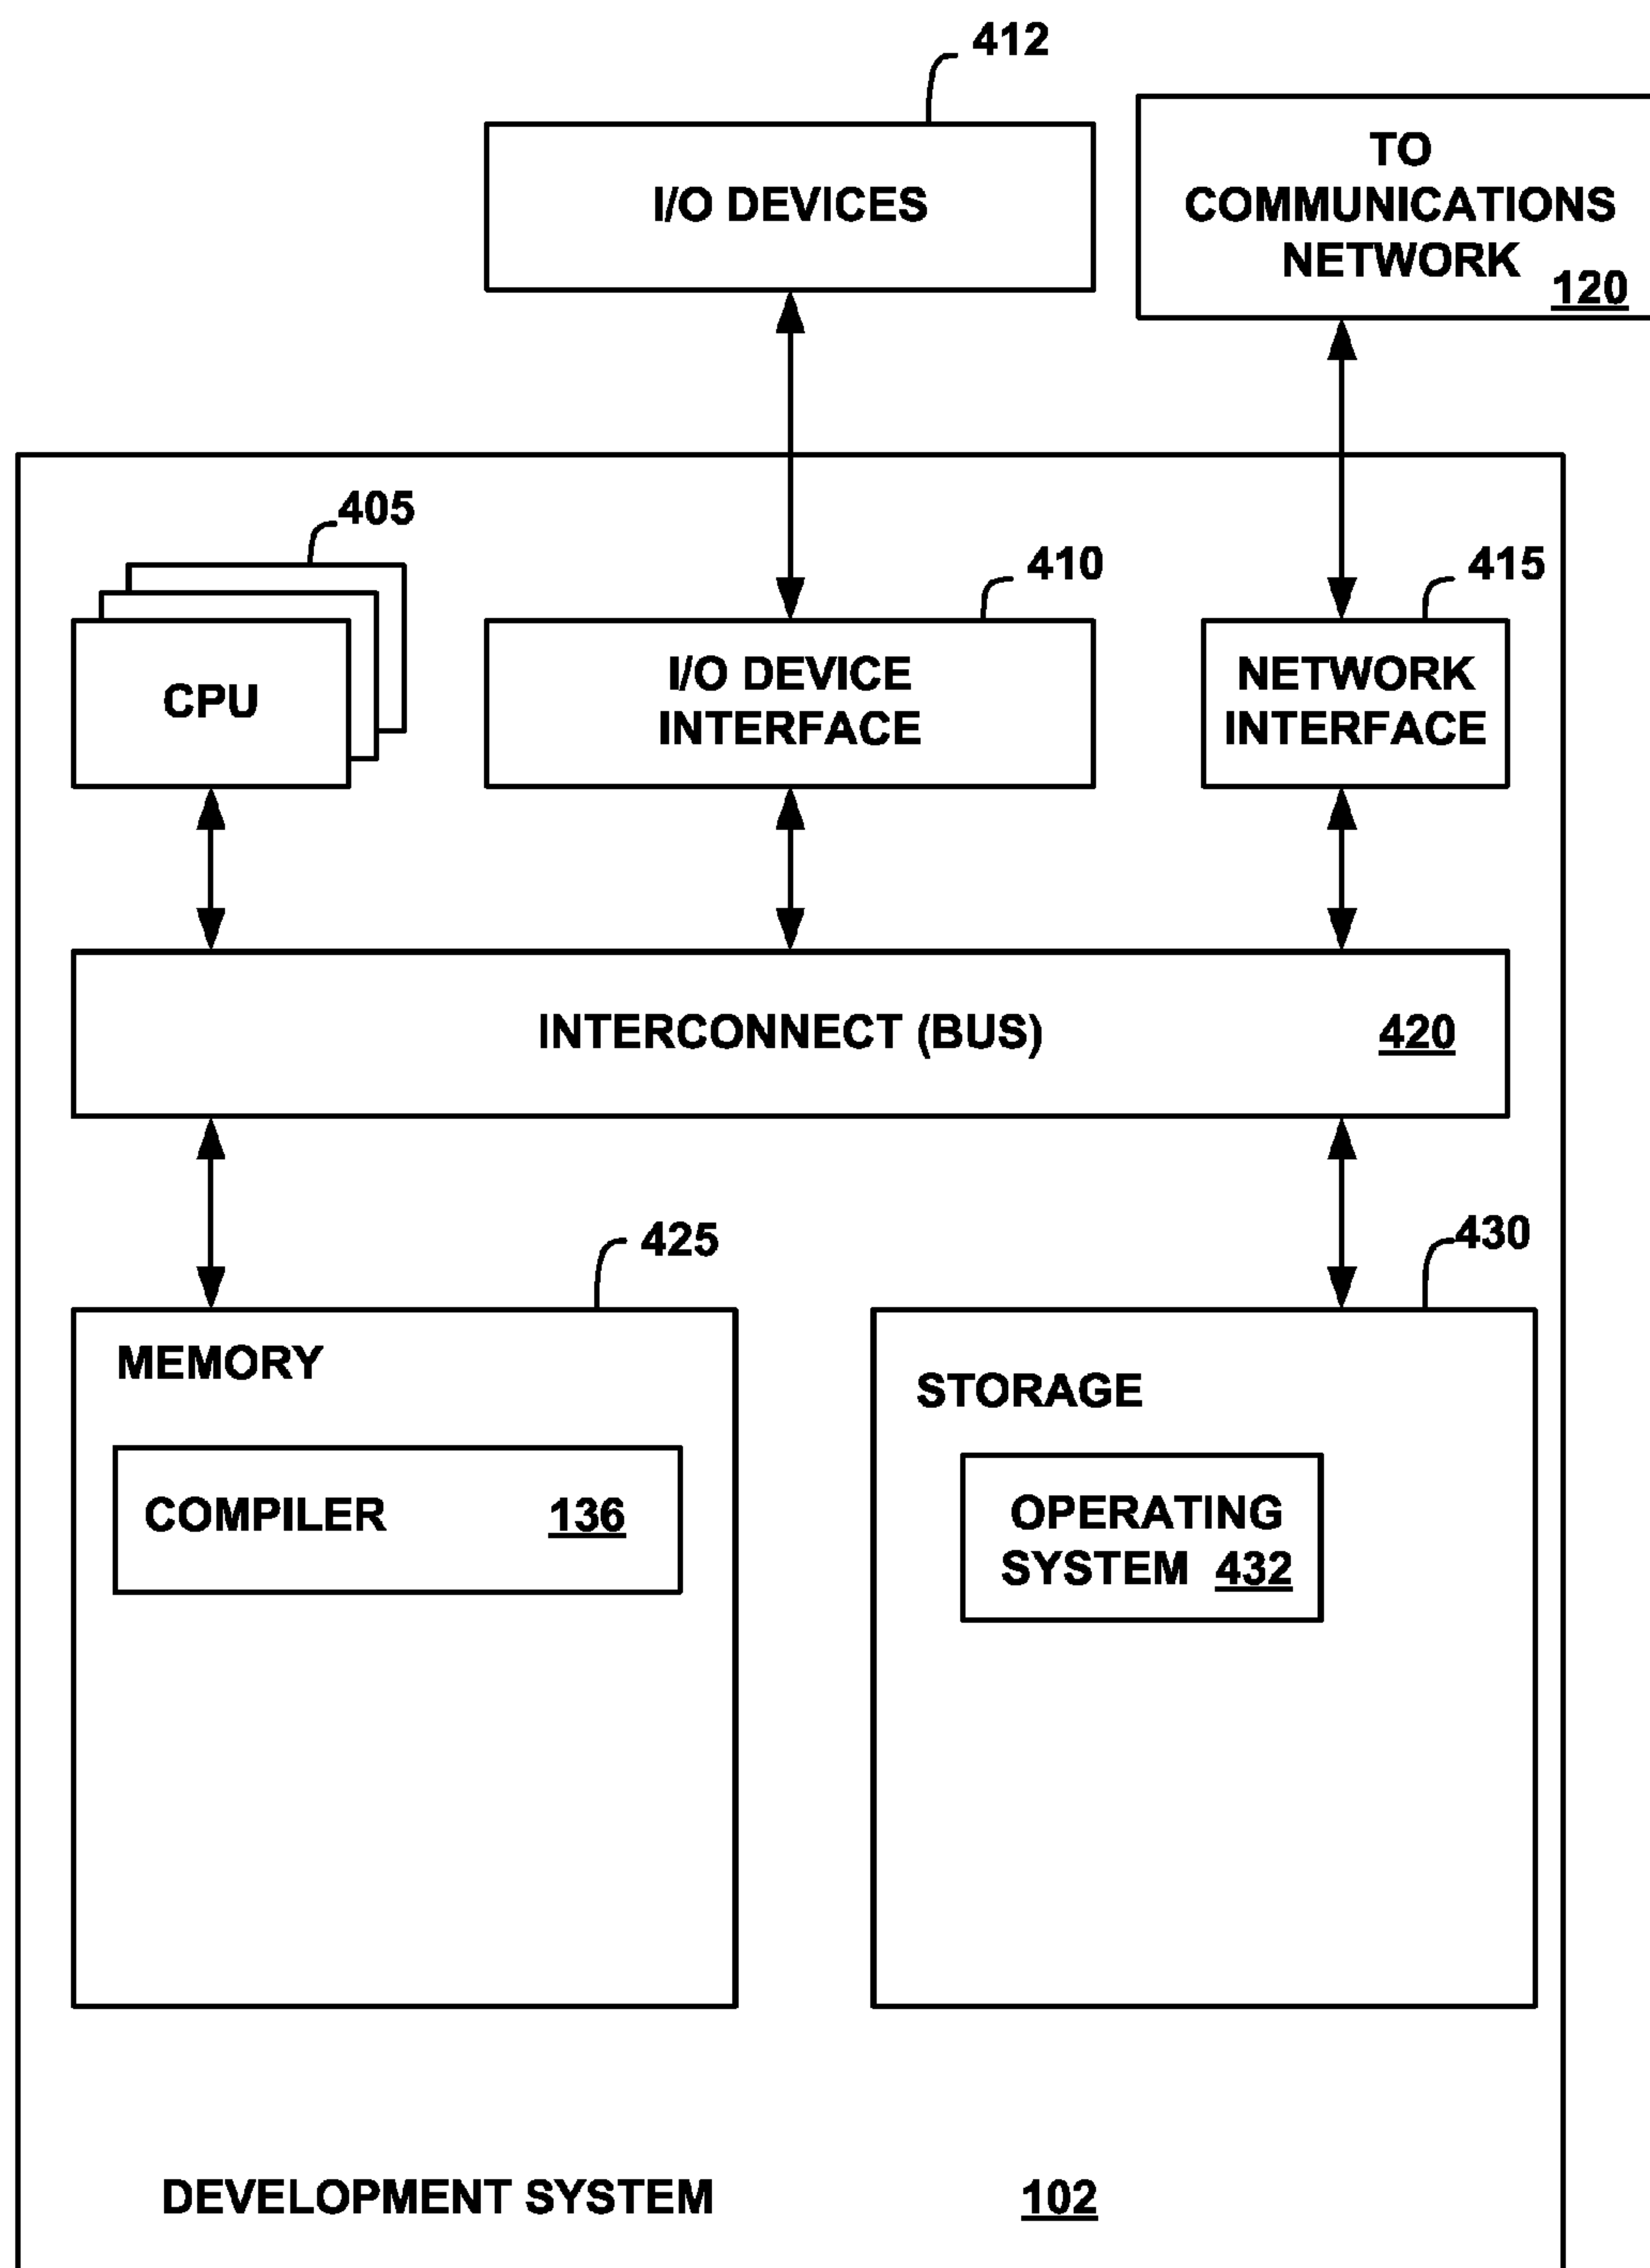 412
I/O DEVICES
TO
COMMUNICATIONS
NETWORK
120
405
410
415
CPU
I/O DEVICE
INTERFACE
NETWORK
INTERFACE
INTERCONNECT (BUS) 420
425
430
MEMORY
COMPILER 136
STORAGE
OPERATING
SYSTEM 432
DEVELOPMENT SYSTEM 102